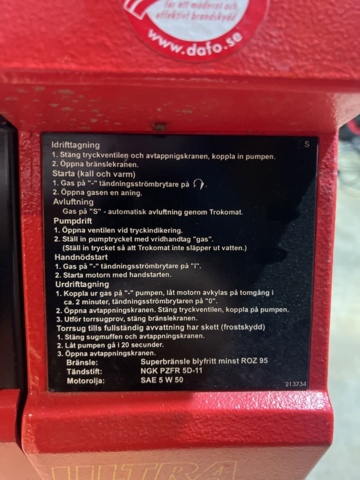 för ett modernt och
effektivt brandskydd
www.dafo.se
Idrifttagning S
1. Stäng tryckventilen och avtappnigskranen, koppla in pumpen.
2. Öppna bränslekranen.
Starta (kall och varm)
1. Gas på "-" tändningsströmbrytare på .
2. Öppna gasen en aning.
Avluftning
Gas på "S" - automatisk avluftning genom Trokomat.
Pumpdrift
1. Öppna ventilen vid tryckindikering.
2. Ställ in pumptrycket med vridhandtag "gas".
(Ställ in trycket så att Trokomat inte släpper ut vatten.)
Handnödstart
1. Gas på "-" tändningsströmbrytare på "I".
2. Starta motorn med handstarten.
Urdrifttagning
1. Koppla ur gas på "-" pumpen, låt motorn avkylas på tomgång i
ca. 2 minuter, tändningsströmbrytaren på "0".
2. Öppna avtappningskranen. Stäng tryckventilen, koppla på pumpen.
3. Utför torrsugprov, stäng bränslekranen.
Torrsug tills fullständig avvattning har skett (frostskydd)
1. Stäng sugmuffen och avtappningskranen.
2. Låt pumpen gå i 20 sekunder.
3. Öppna avtappningskranen.
Bränsle: Superbränsle blyfritt minst ROZ 95
Tändstift: NGK PZFR 5D-11
Motorolja: SAE 5 W 50
213734
ULTRA